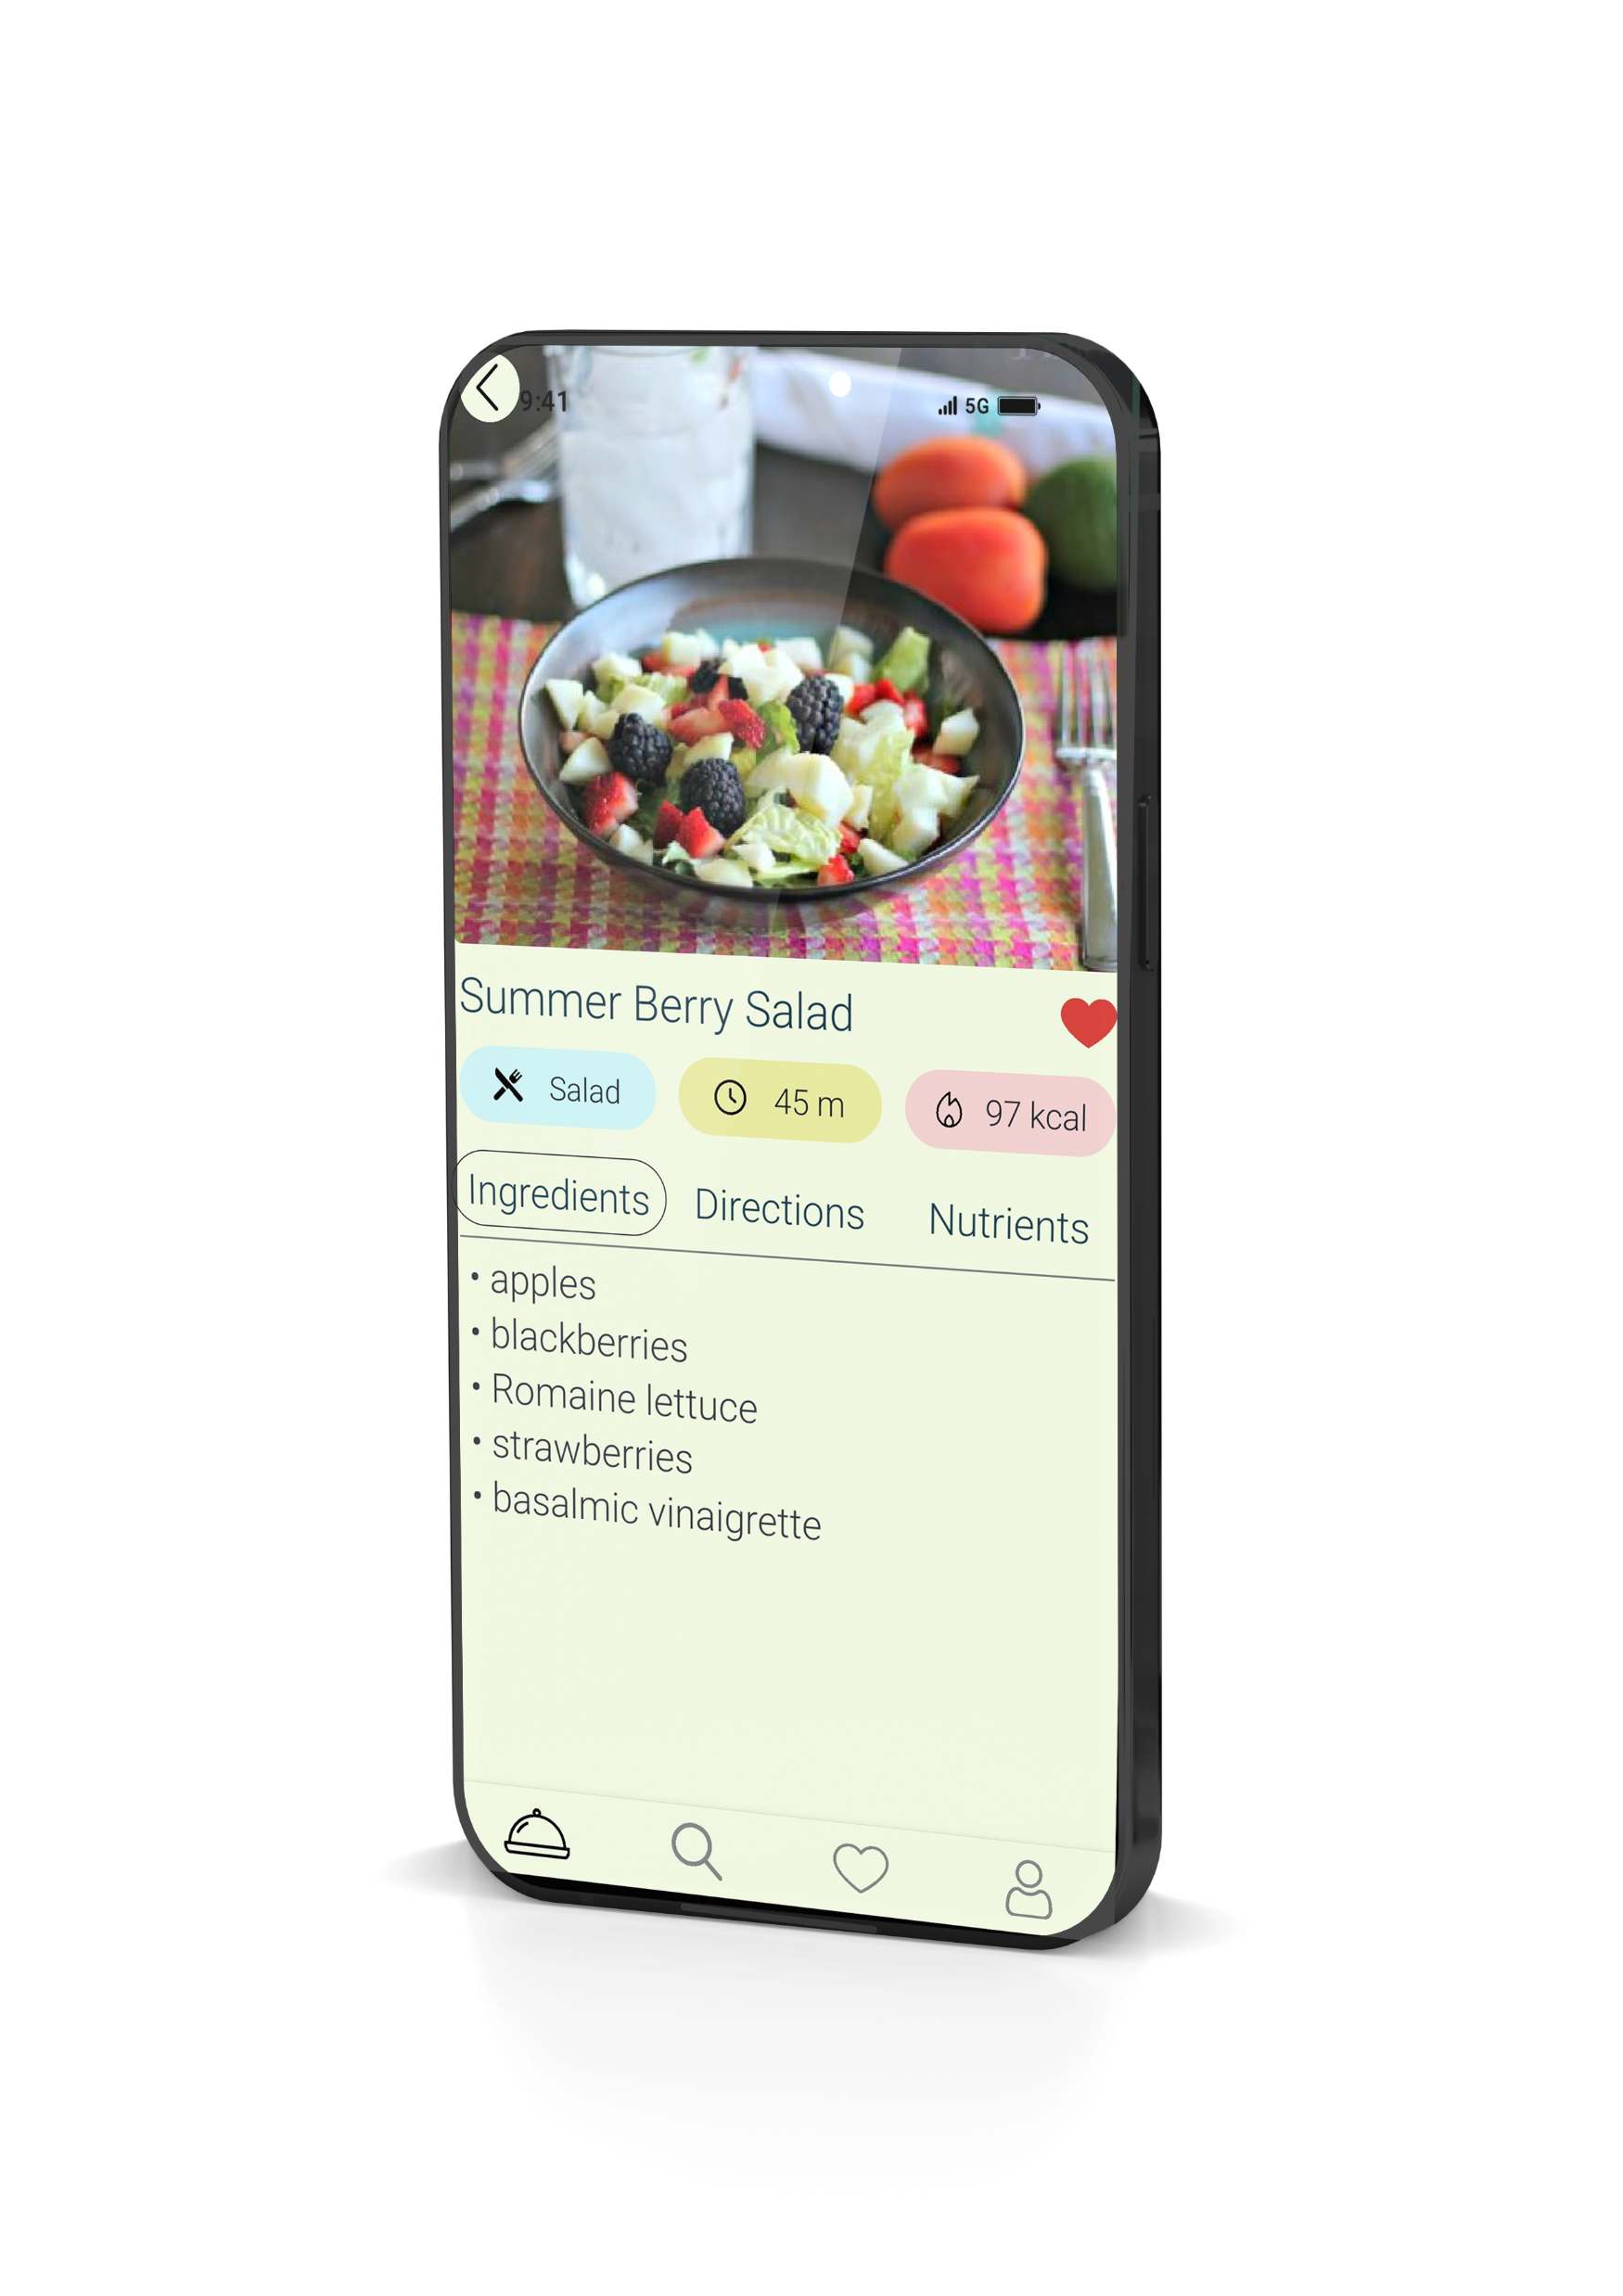 9:41 5G
Summer Berry Salad
Salad 45 m 97 kcal
Ingredients Directions Nutrients
• apples
• blackberries
• Romaine lettuce
• strawberries
• basalmic vinaigrette